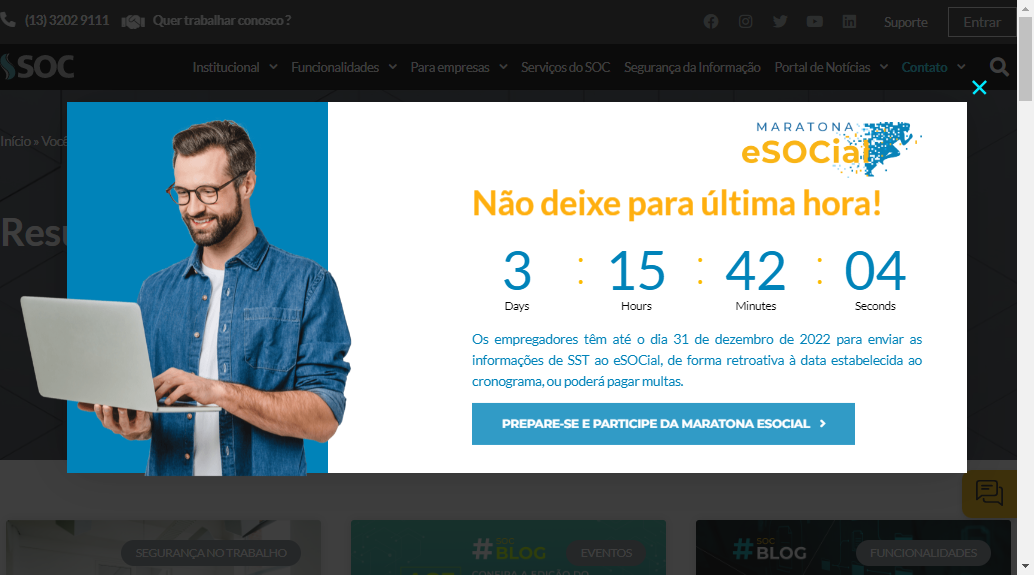 (13) 3202 9111 Quer trabalhar conosco ?
Suporte Entrar
SOC
Institucional Funcionalidades Para empresas Serviços do SOC Segurança da Informação Portal de Notícias Contato
Início » Você
MARATONA
eSOCial
Não deixe para última hora!
3 : 15 : 42 : 04
Days Hours Minutes Seconds
Os empregadores têm até o dia 31 de dezembro de 2022 para enviar as
informações de SST ao eSOCial, de forma retroativa à data estabelecida ao
cronograma, ou poderá pagar multas.
PREPARE-SE E PARTICIPE DA MARATONA ESOCIAL
SEGURANÇA NO TRABALHO
#SOC BLOG
EVENTOS
CONFIRA A EDIÇÃO DO
#SOC BLOG
FUNCIONALIDADES